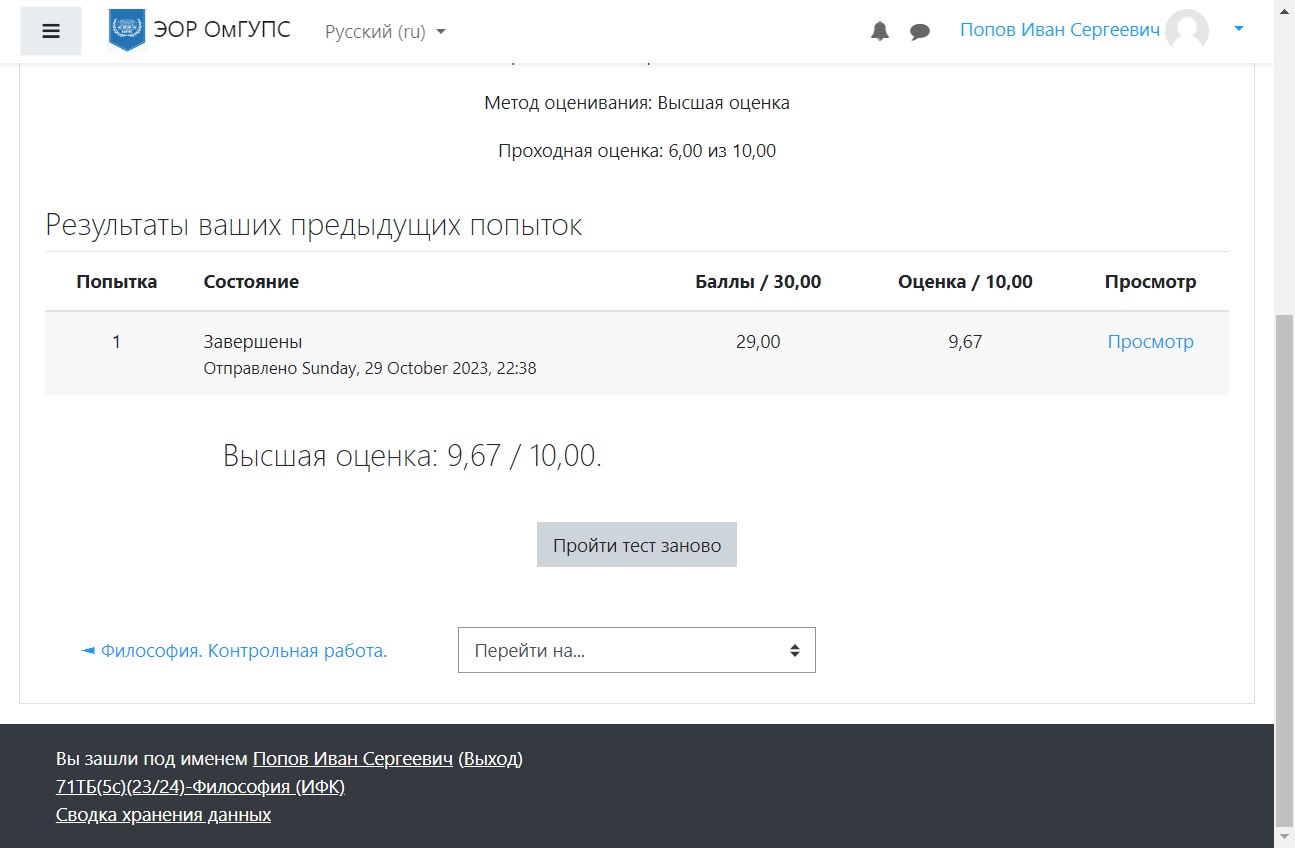 ЭОР ОмГУПС
Русский (ru)
Попов Иван Сергеевич
Метод оценивания: Высшая оценка
Проходная оценка: 6,00 из 10,00
Результаты ваших предыдущих попыток
Попытка Состояние Баллы / 30,00 Оценка / 10,00 Просмотр
1 Завершены 29,00 9,67 Просмотр
Отправлено Sunday, 29 October 2023, 22:38
Высшая оценка: 9,67 / 10,00.
Пройти тест заново
◄ Философия. Контрольная работа.
Перейти на...
Вы зашли под именем Попов Иван Сергеевич (Выход)
71ТБ(5с)(23/24)-Философия (ИФК)
Сводка хранения данных